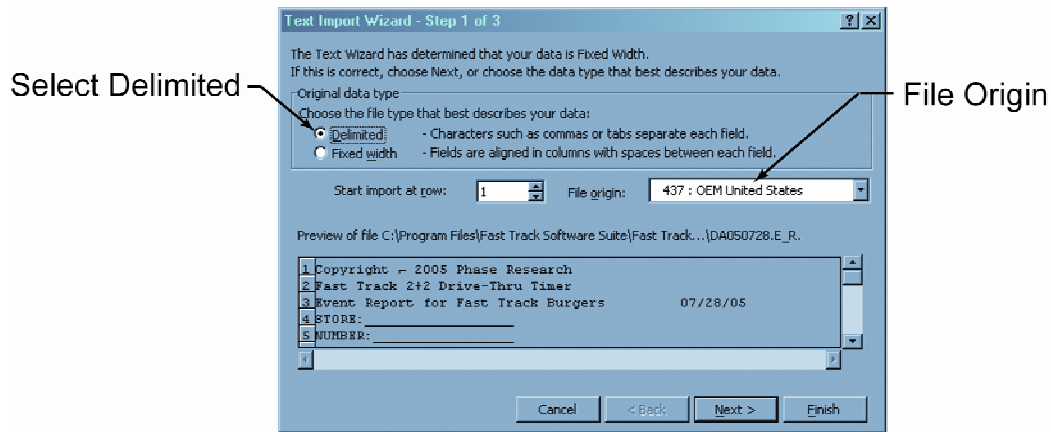 Text Import Wizard - Step 1 of 3
The Text Wizard has determined that your data is Fixed Width.
If this is correct, choose Next, or choose the data type that best describes your data.
Original data type
Select Delimited
File Origin
Choose the file type that best describes your data:
Delimited - Characters such as commas or tabs separate each field.
Fixed width - Fields are aligned in columns with spaces between each field.
Start import at row: 1 File origin: 437 : OEM United States
Preview of file C:\Program Files\Fast Track Software Suite\Fast Track...\DA050728.E_R.
1 Copyright ⌐ 2005 Phase Research
2 Fast Track 2+2 Drive-Thru Timer
3 Event Report for Fast Track Burgers 07/28/05
4 STORE:____________________
5 NUMBER:___________________
Cancel < Back Next > Finish